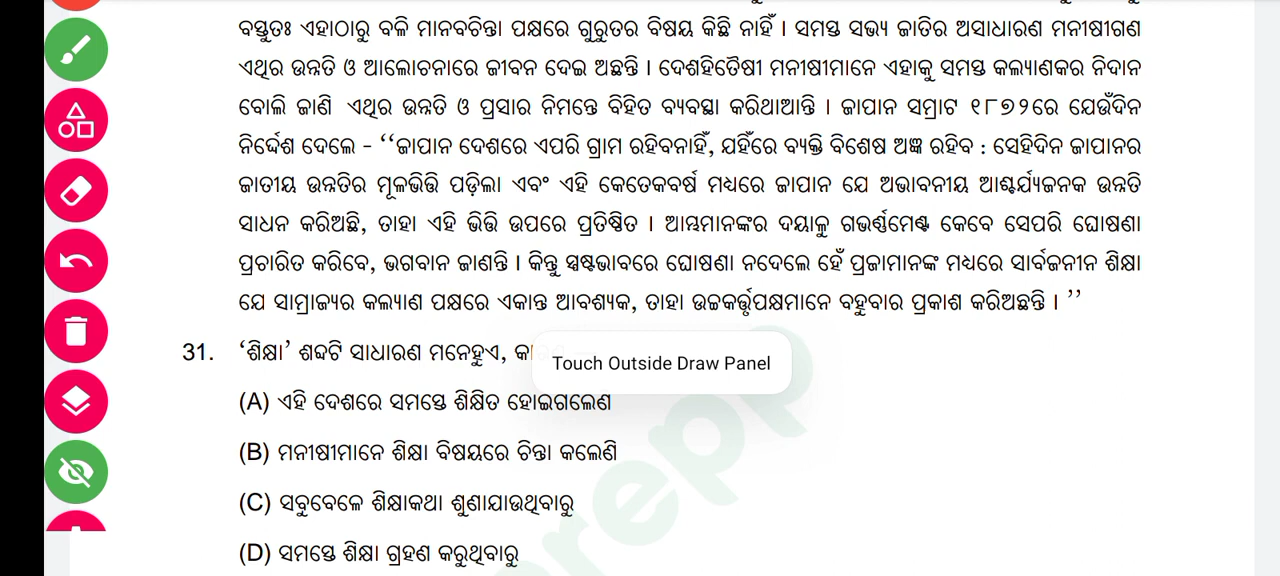 ବସ୍ତୁତଃ ଏହାଠାରୁ ବଳି ମାନବଚିନ୍ତା ପକ୍ଷରେ ଗୁରୁତର ବିଷୟ କିଛି ନାହିଁ । ସମସ୍ତ ସଭ୍ୟ ଜାତିର ଅସାଧାରଣ ମନୀଷୀଗଣ
ଏଥିର ଉନ୍ନତି ଓ ଆଲୋଚନାରେ ଜୀବନ ଦେଇ ଅଛନ୍ତି । ଦେଶହିତୈଷୀ ମନୀଷୀମାନେ ଏହାକୁ ସମସ୍ତ କଲ୍ୟାଣକର ନିଦାନ
ବୋଲି ଜାଣି ଏଥିର ଉନ୍ନତି ଓ ପ୍ରସାର ନିମନ୍ତେ ବିହିତ ବ୍ୟବସ୍ଥା କରିଥାଆନ୍ତି । ଜାପାନ ସମ୍ରାଟ ୧୮୭୨ରେ ଯେଉଁଦିନ
ନିର୍ଦ୍ଦେଶ ଦେଲେ - ‘‘ଜାପାନ ଦେଶରେ ଏପରି ଗ୍ରାମ ରହିବନାହିଁ, ଯହିଁରେ ବ୍ୟକ୍ତି ବିଶେଷ ଅଜ୍ଞ ରହିବ : ସେହିଦିନ ଜାପାନର
ଜାତୀୟ ଉନ୍ନତିର ମୂଳଭିତ୍ତି ପଡ଼ିଲା ଏବଂ ଏହି କେତେକବର୍ଷ ମଧ୍ୟରେ ଜାପାନ ଯେ ଅଭାବନୀୟ ଆଶ୍ଚର୍ଯ୍ୟଜନକ ଉନ୍ନତି
ସାଧନ କରିଅଛି, ତାହା ଏହି ଭିତ୍ତି ଉପରେ ପ୍ରତିଷ୍ଠିତ । ଆମ୍ଭମାନଙ୍କର ଦୟାଳୁ ଗଭର୍ଣ୍ଣମେଣ୍ଟ କେବେ ସେପରି ଘୋଷଣା
ପ୍ରଚାରିତ କରିବେ, ଭଗବାନ ଜାଣନ୍ତି । କିନ୍ତୁ ସ୍ପଷ୍ଟଭାବରେ ଘୋଷଣା ନଦେଲେ ହେଁ ପ୍ରଜାମାନଙ୍କ ମଧ୍ୟରେ ସାର୍ବଜନୀନ ଶିକ୍ଷା
ଯେ ସାମ୍ରାଜ୍ୟର କଲ୍ୟାଣ ପକ୍ଷରେ ଏକାନ୍ତ ଆବଶ୍ୟକ, ତାହା ଉଚ୍ଚକର୍ତ୍ତୃପକ୍ଷମାନେ ବହୁବାର ପ୍ରକାଶ କରିଅଛନ୍ତି । ’’
31. ‘ଶିକ୍ଷା’ ଶବ୍ଦଟି ସାଧାରଣ ମନେହୁଏ,
Touch Outside Draw Panel
(A) ଏହି ଦେଶରେ ସମସ୍ତେ ଶିକ୍ଷିତ ହୋଇଗଲେଣି
(B) ମନୀଷୀମାନେ ଶିକ୍ଷା ବିଷୟରେ ଚିନ୍ତା କଲେଣି
(C) ସବୁବେଳେ ଶିକ୍ଷାକଥା ଶୁଣାଯାଉଥିବାରୁ
(D) ସମସ୍ତେ ଶିକ୍ଷା ଗ୍ରହଣ କରୁଥିବାରୁ
prepp